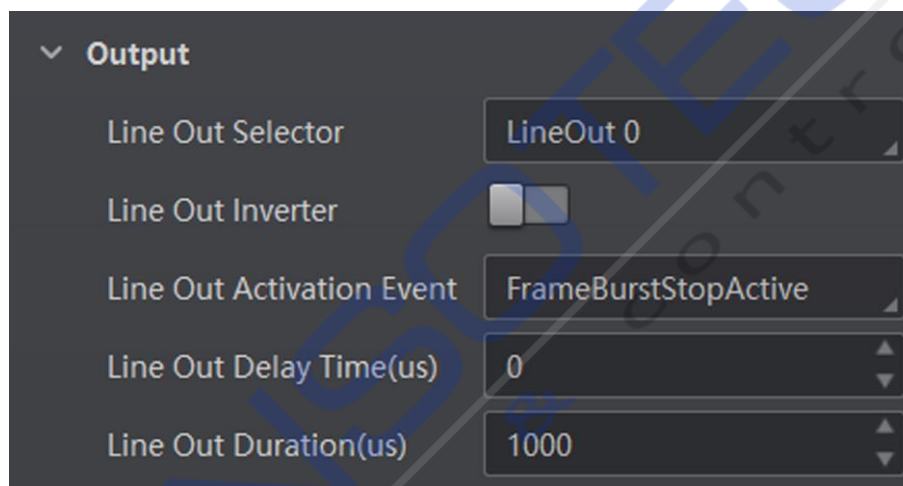 Output
Line Out Selector LineOut 0
Line Out Inverter
Line Out Activation Event FrameBurstStopActive
Line Out Delay Time(us) 0
Line Out Duration(us) 1000